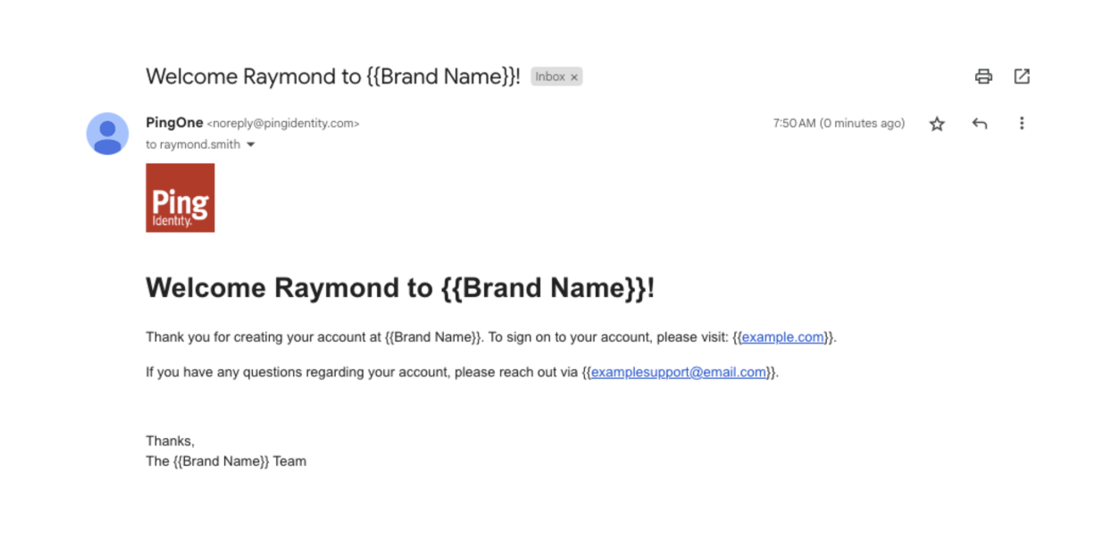 Welcome Raymond to {{Brand Name}}! Inbox ×
PingOne <noreply@pingidentity.com> 7:50 AM (0 minutes ago)
to raymond.smith
Ping
Identity.
Welcome Raymond to {{Brand Name}}!
Thank you for creating your account at {{Brand Name}}. To sign on to your account, please visit: {{example.com}}.
If you have any questions regarding your account, please reach out via {{examplesupport@email.com}}.
Thanks,
The {{Brand Name}} Team